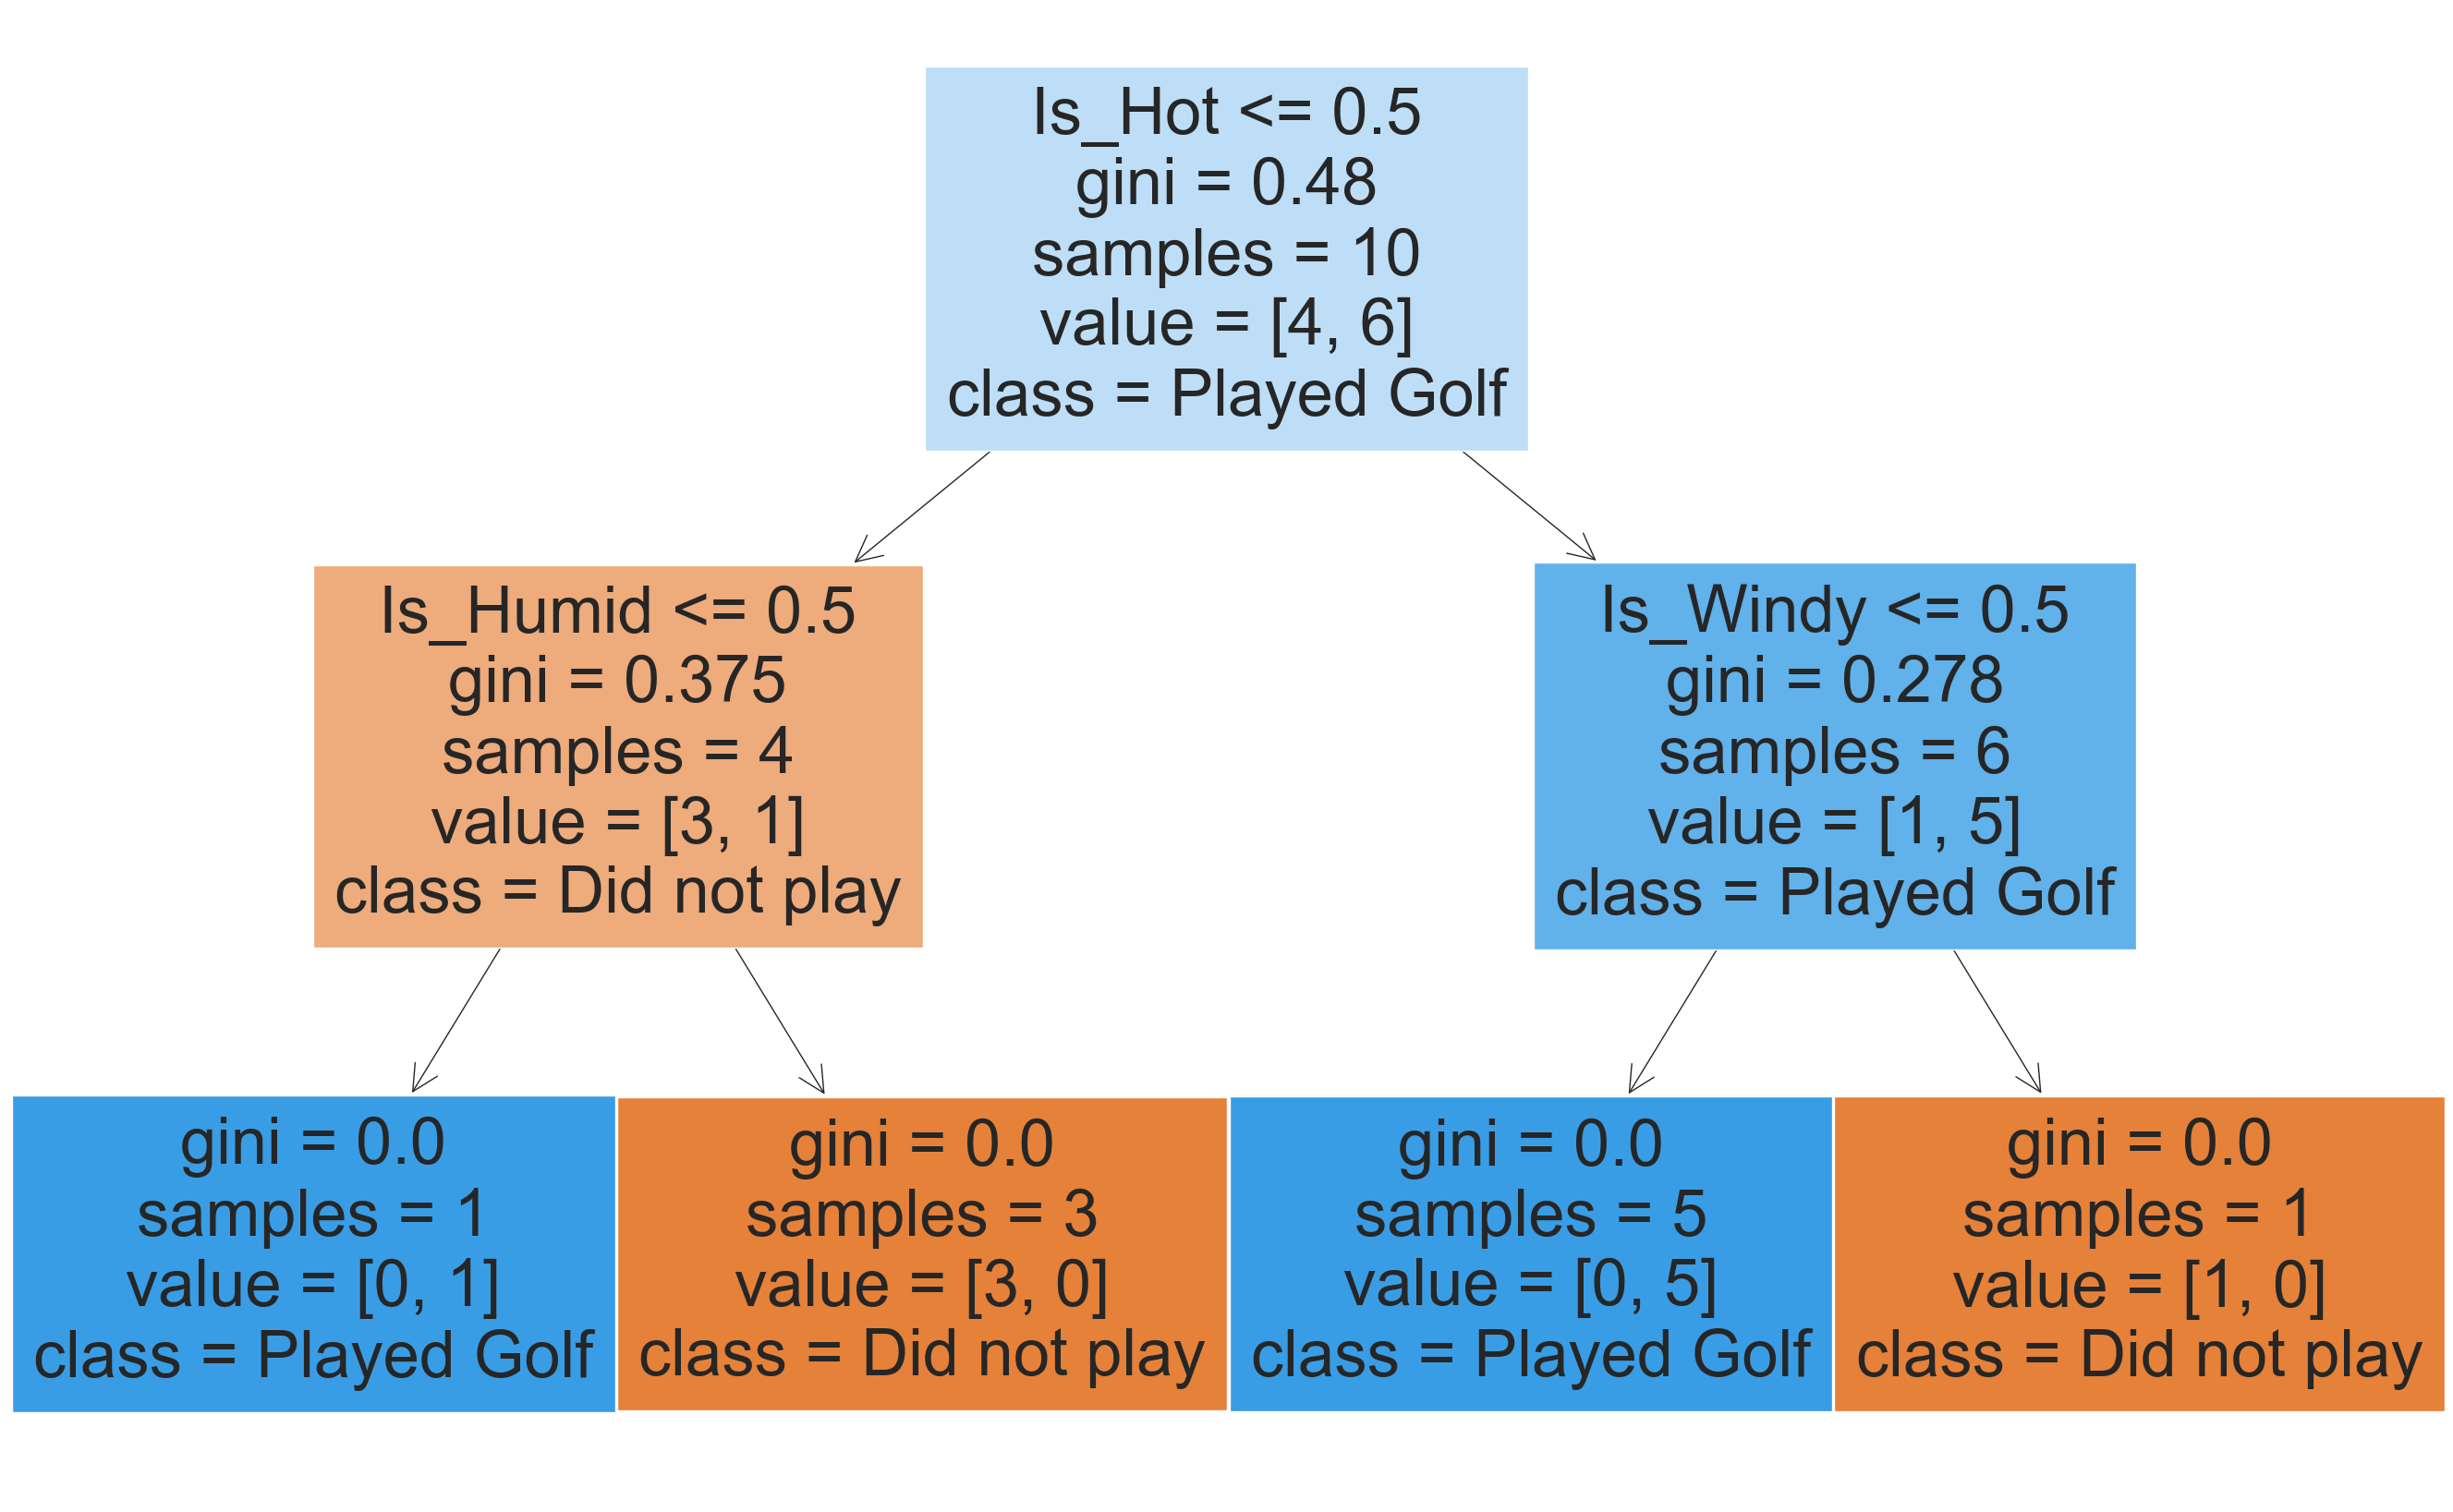 Is_Hot <= 0.5
gini = 0.48
samples = 10
value = [4, 6]
class = Played Golf
Is_Humid <= 0.5
gini = 0.375
samples = 4
value = [3, 1]
class = Did not play
Is_Windy <= 0.5
gini = 0.278
samples = 6
value = [1, 5]
class = Played Golf
gini = 0.0
samples = 1
value = [0, 1]
class = Played Golf
gini = 0.0
samples = 3
value = [3, 0]
class = Did not play
gini = 0.0
samples = 5
value = [0, 5]
class = Played Golf
gini = 0.0
samples = 1
value = [1, 0]
class = Did not play